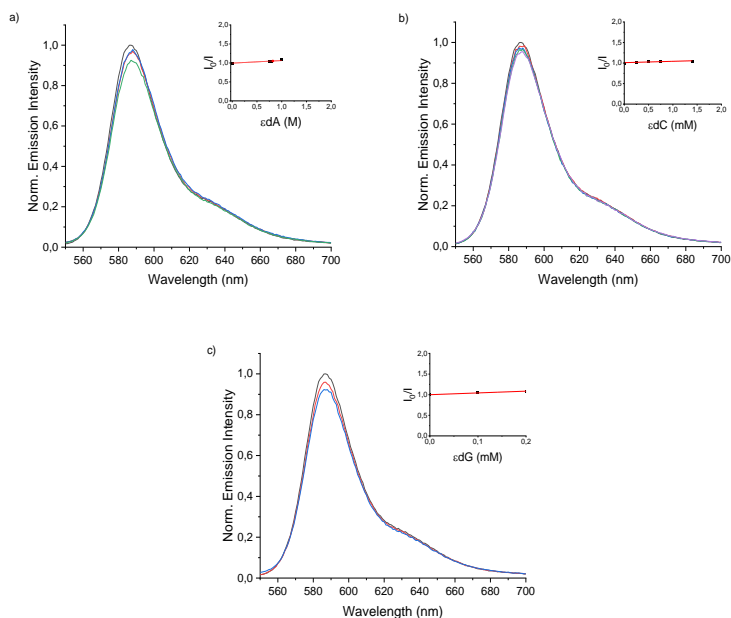 a)
Norm. Emission Intensity
1,0
0,8
0,6
0,4
0,2
0,0
560 580 600 620 640 660 680 700
Wavelength (nm)
I0/I
2,0
1,5
1,0
0,5
0,0
0,0 0,5 1,0 1,5 2,0
εdA (M)
b)
Norm. Emission Intensity
1,0
0,8
0,6
0,4
0,2
0,0
560 580 600 620 640 660 680 700
Wavelength (nm)
I0/I
2,0
1,5
1,0
0,5
0,0
0,0 0,5 1,0 1,5 2,0
εdC (mM)
c)
Norm. Emission Intensity
1,0
0,8
0,6
0,4
0,2
0,0
560 580 600 620 640 660 680 700
Wavelength (nm)
I0/I
2,0
1,5
1,0
0,5
0,0
0,0 0,1 0,2
εdG (mM)